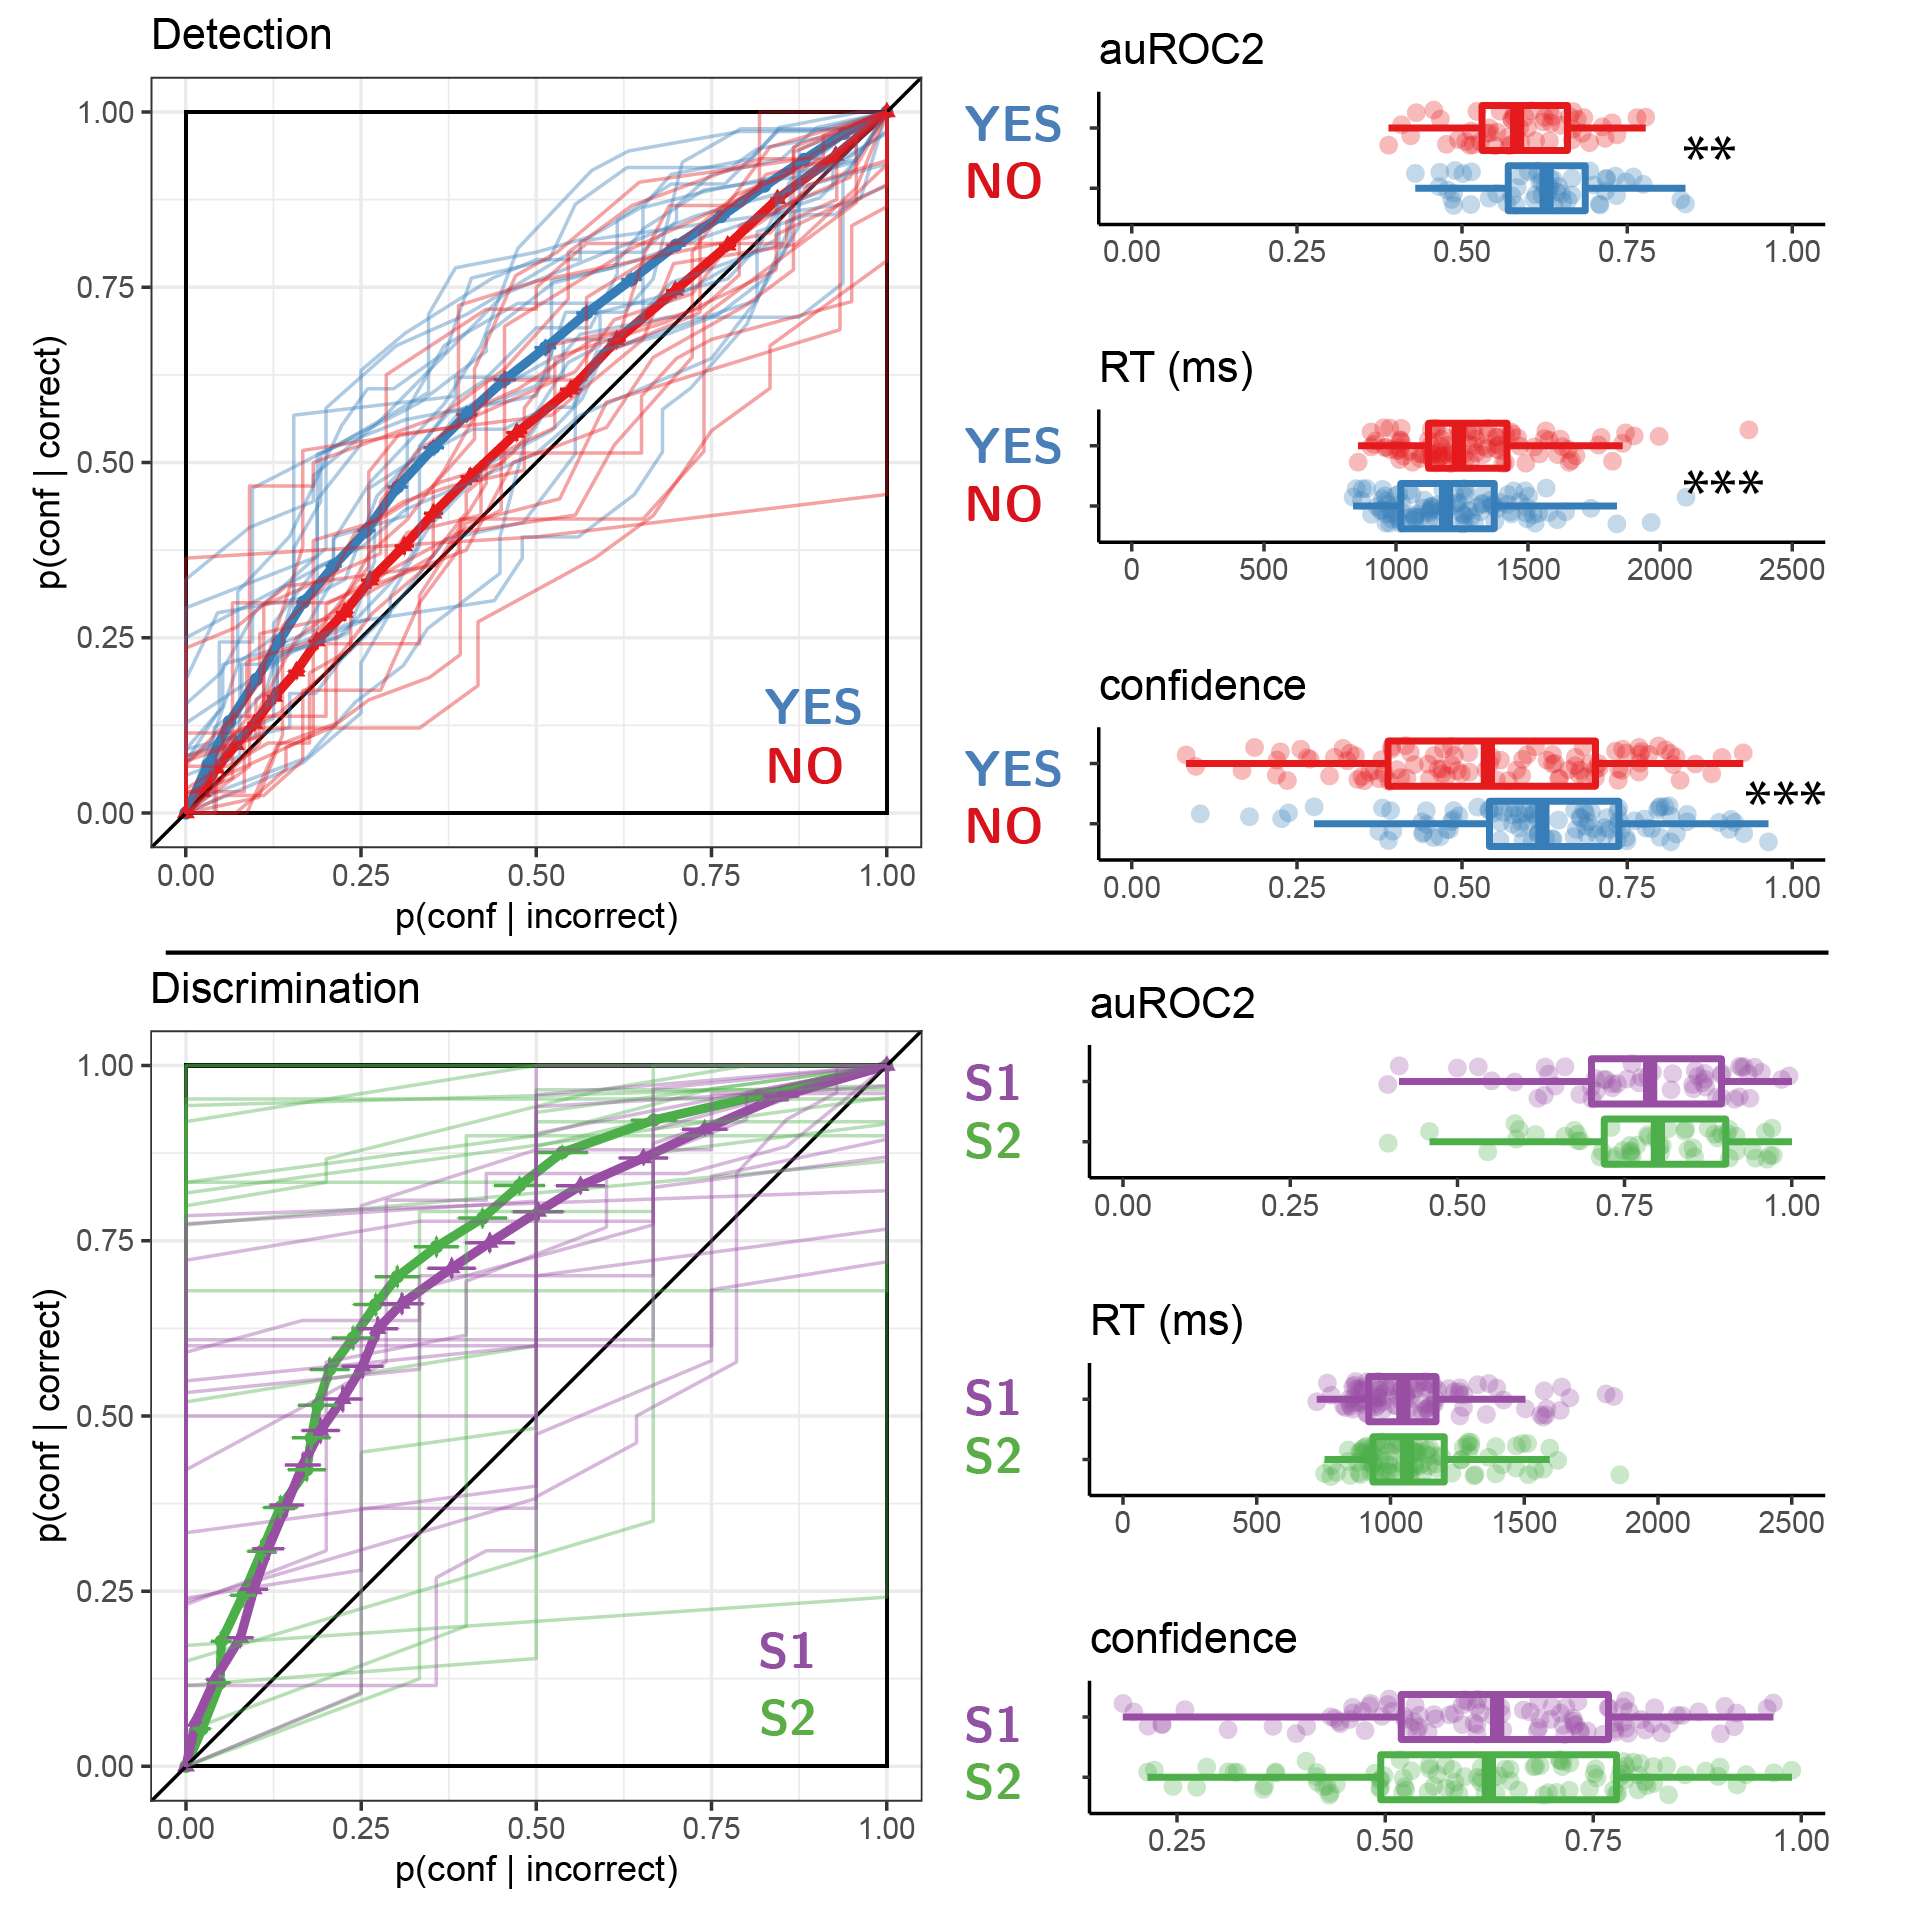 Detection
1.00
0.75
0.50
0.25
0.00
p(conf | correct)
0.00 0.25 0.50 0.75 1.00
p(conf | incorrect)
YES
NO
auROC2
YES
NO
**
0.00 0.25 0.50 0.75 1.00
RT (ms)
YES
NO
***
0 500 1000 1500 2000 2500
confidence
YES
NO
***
0.00 0.25 0.50 0.75 1.00
Discrimination
1.00
0.75
0.50
0.25
0.00
p(conf | correct)
0.00 0.25 0.50 0.75 1.00
p(conf | incorrect)
S1
S2
auROC2
S1
S2
0.00 0.25 0.50 0.75 1.00
RT (ms)
S1
S2
0 500 1000 1500 2000 2500
confidence
S1
S2
0.25 0.50 0.75 1.00